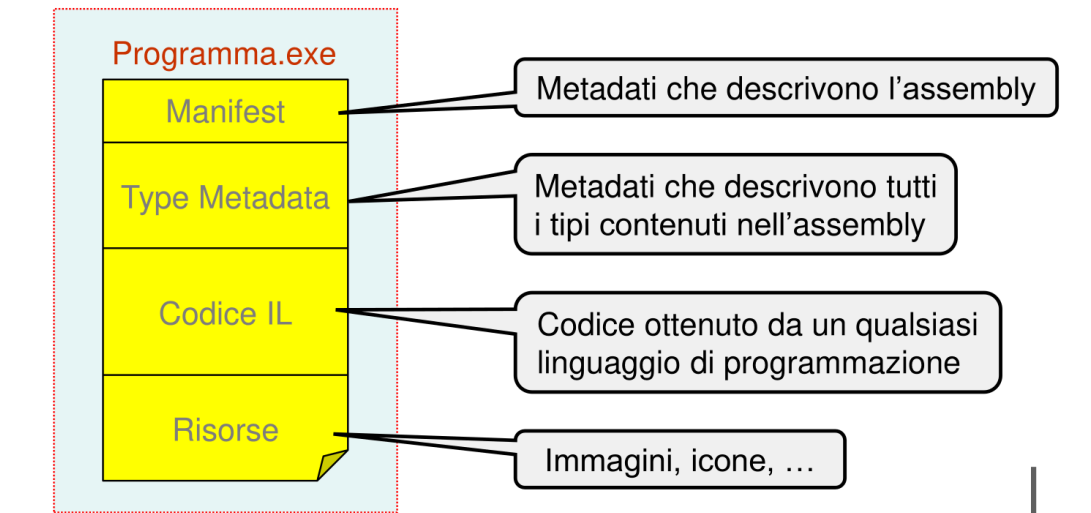 Programma.exe
Manifest
Metadati che descrivono l'assembly
Type Metadata
Metadati che descrivono tutti
i tipi contenuti nell'assembly
Codice IL
Codice ottenuto da un qualsiasi
linguaggio di programmazione
Risorse
Immagini, icone, …